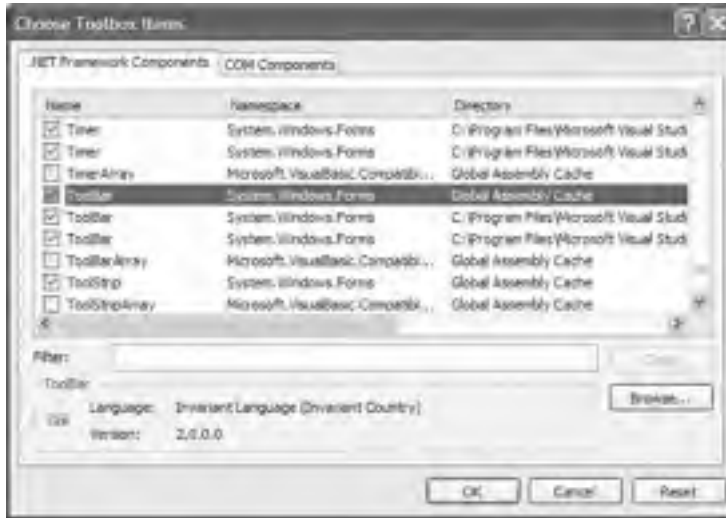 Choose Toolbox Items
.NET Framework Components COM Components
Name Namespace Directory
Timer System.Windows.Forms C:\Program Files\Microsoft Visual Studi
Timer System.Windows.Forms C:\Program Files\Microsoft Visual Studi
TimerArray Microsoft.VisualBasic.Compatibi... Global Assembly Cache
ToolBar System.Windows.Forms Global Assembly Cache
ToolBar System.Windows.Forms C:\Program Files\Microsoft Visual Studi
ToolBar System.Windows.Forms C:\Program Files\Microsoft Visual Studi
ToolBarArray Microsoft.VisualBasic.Compatibi... Global Assembly Cache
ToolStrip System.Windows.Forms Global Assembly Cache
ToolStripArray Microsoft.VisualBasic.Compatibi... Global Assembly Cache
Filter:
ToolBar
Language: Invariant Language (Invariant Country)
Version: 2.0.0.0
Browse...
OK Cancel Reset